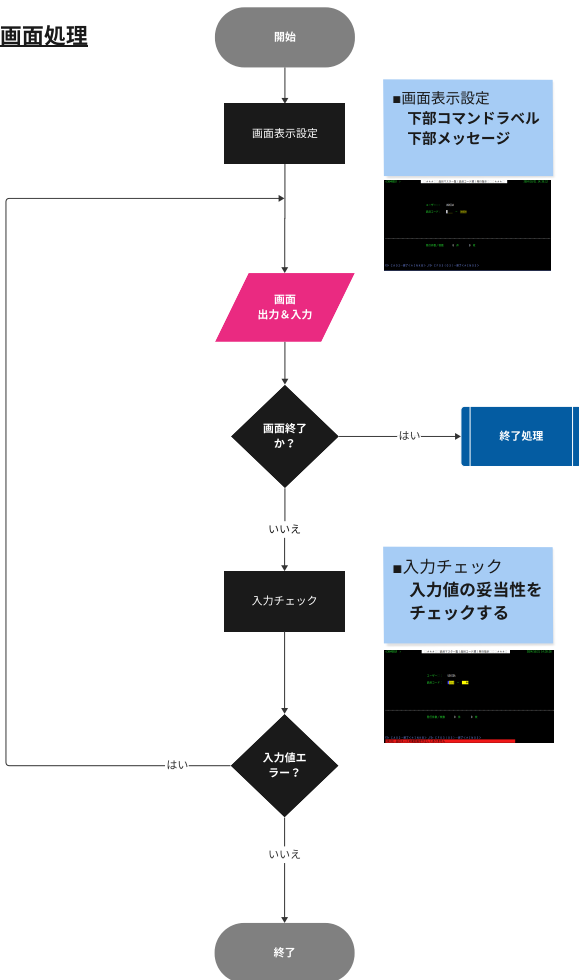 画面処理
開始
画面表示設定
■画面表示設定
下部コマンドラベル
下部メッセージ
画面
出力＆入力
画面終了
か？
はい
終了処理
いいえ
入力チェック
■入力チェック
入力値の妥当性を
チェックする
入力値エ
ラー？
はい
いいえ
終了